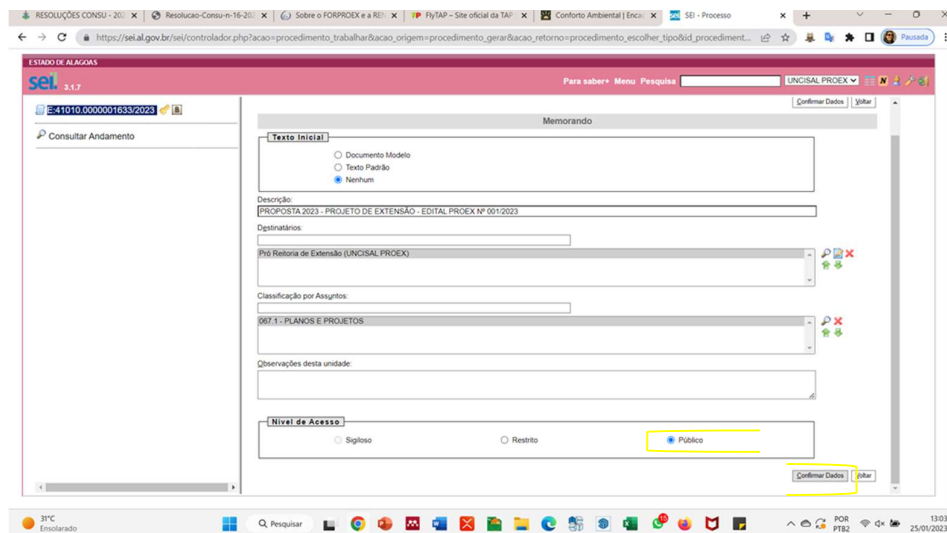 RESOLUÇÕES CONSU - 202
Resolucao-Consu-n-16-202
Sobre o FORPROEX e a REN
FlyTAP – Site oficial da TAP
Conforto Ambiental | Encad
SEI - Processo
https://sei.al.gov.br/sei/controlador.php?acao=procedimento_trabalhar&acao_origem=procedimento_gerar&acao_retorno=procedimento_escolher_tipo&id_procediment...
Pausada
ESTADO DE ALAGOAS
sei. 3.1.7
Para saber+ Menu Pesquisa
UNCISAL PROEX
E:41010.0000001633/2023
Consultar Andamento
Confirmar Dados Voltar
Memorando
Texto Inicial
Documento Modelo
Texto Padrão
Nenhum
Descrição:
PROPOSTA 2023 - PROJETO DE EXTENSÃO - EDITAL PROEX Nº 001/2023
Destinatários:
Pró Reitoria de Extensão (UNCISAL PROEX)
Classificação por Assuntos:
067.1 - PLANOS E PROJETOS
Observações desta unidade:
Nível de Acesso
Sigiloso
Restrito
Público
Confirmar Dados Voltar
31°C
Ensolarado
Pesquisar
POR
PTB2
13:03
25/01/2023